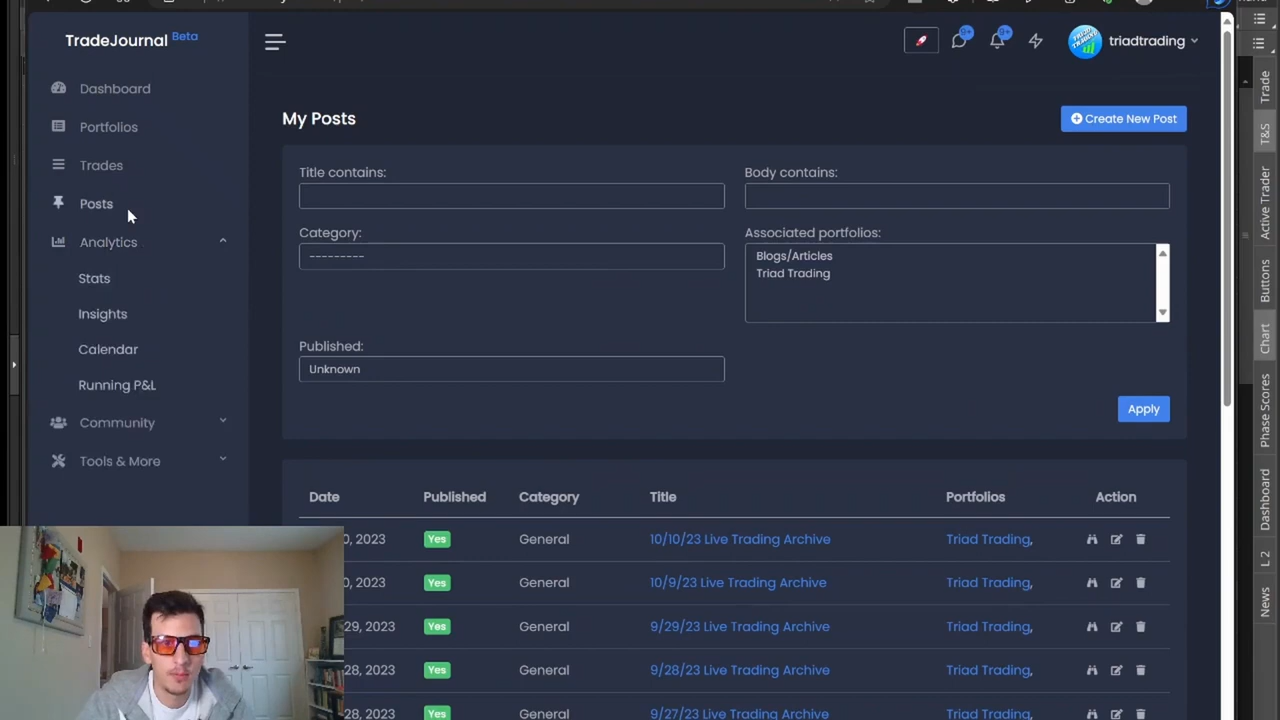 TradeJournal Beta
Dashboard
Portfolios
Trades
Posts
Analytics
Stats
Insights
Calendar
Running P&L
Community
Tools & More
9+
9+
triadtrading
My Posts
Create New Post
Title contains:
Body contains:
Category:
---------
Associated portfolios:
Blogs/Articles
Triad Trading
Published:
Unknown
Apply
Date Published Category Title Portfolios Action
0, 2023 Yes General 10/10/23 Live Trading Archive Triad Trading,
0, 2023 Yes General 10/9/23 Live Trading Archive Triad Trading,
29, 2023 Yes General 9/29/23 Live Trading Archive Triad Trading,
28, 2023 Yes General 9/28/23 Live Trading Archive Triad Trading,
28, 2023 Yes General 9/27/23 Live Trading Archive Triad Trading,
Trade
T&S
Active Trader
Buttons
Chart
Phase Scores
Dashboard
L 2
News